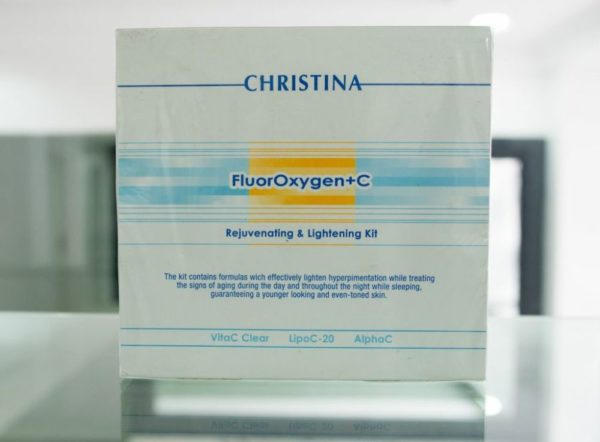 CHRISTINA
FluorOxygen+C
Rejuvenating & Lightening Kit
The kit contains formulas wich effectively lighten hyperpimentation while treating
the signs of aging during the day and throughout the night while sleeping,
guaranteeing a younger looking and even-toned skin.
VitaC Clear LipoC-20 AlphaC